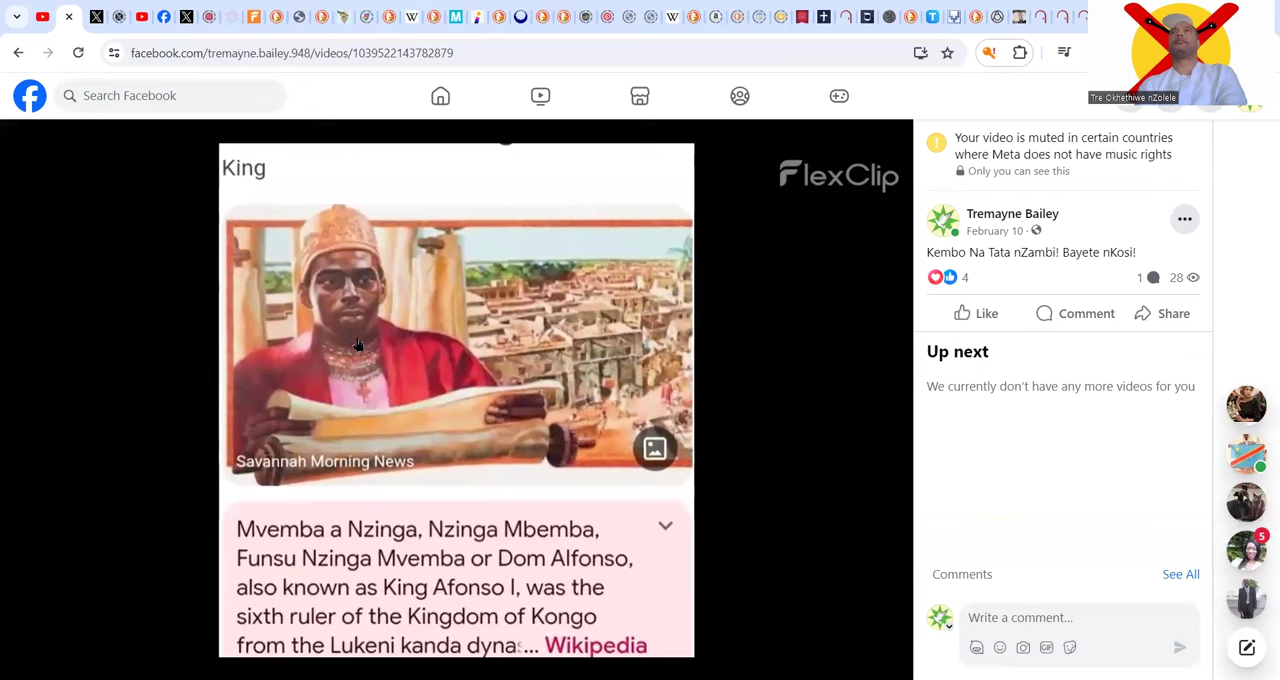 facebook.com/tremayne.bailey.948/videos/1039522143782879
Tre Okhethiwe nZolele
Search Facebook
King
FlexClip
Savannah Morning News
Mvemba a Nzinga, Nzinga Mbemba,
Funsu Nzinga Mvemba or Dom Alfonso,
also known as King Afonso I, was the
sixth ruler of the Kingdom of Kongo
from the Lukeni kanda dyna... Wikipedia
Your video is muted in certain countries
where Meta does not have music rights
Only you can see this
Tremayne Bailey
February 10 ·
Kembo Na Tata nZambi! Bayete nKosi!
4
1
28
Like
Comment
Share
Up next
We currently don't have any more videos for you
5
Comments
See All
Write a comment...